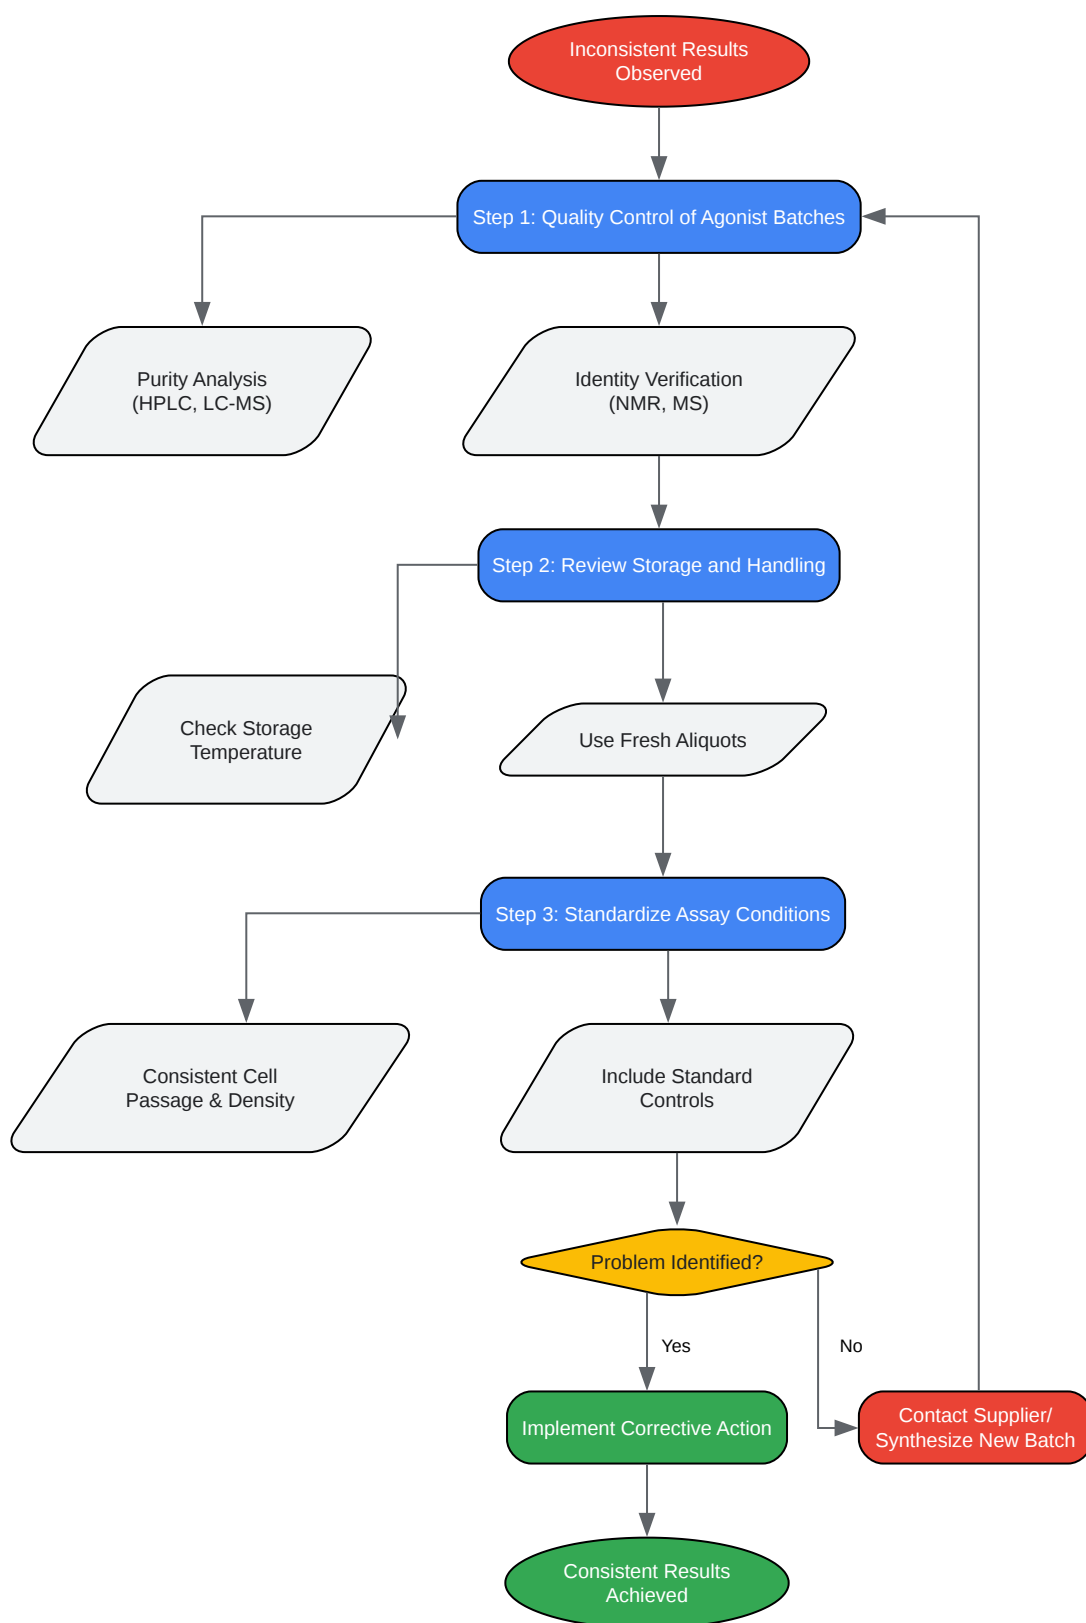 Inconsistent Results
Observed
Step 1: Quality Control of Agonist Batches
Purity Analysis
(HPLC, LC-MS)
Identity Verification
(NMR, MS)
Step 2: Review Storage and Handling
Check Storage
Temperature
Use Fresh Aliquots
Step 3: Standardize Assay Conditions
Consistent Cell
Passage & Density
Include Standard
Controls
Problem Identified?
Yes
No
Implement Corrective Action
Contact Supplier/
Synthesize New Batch
Consistent Results
Achieved